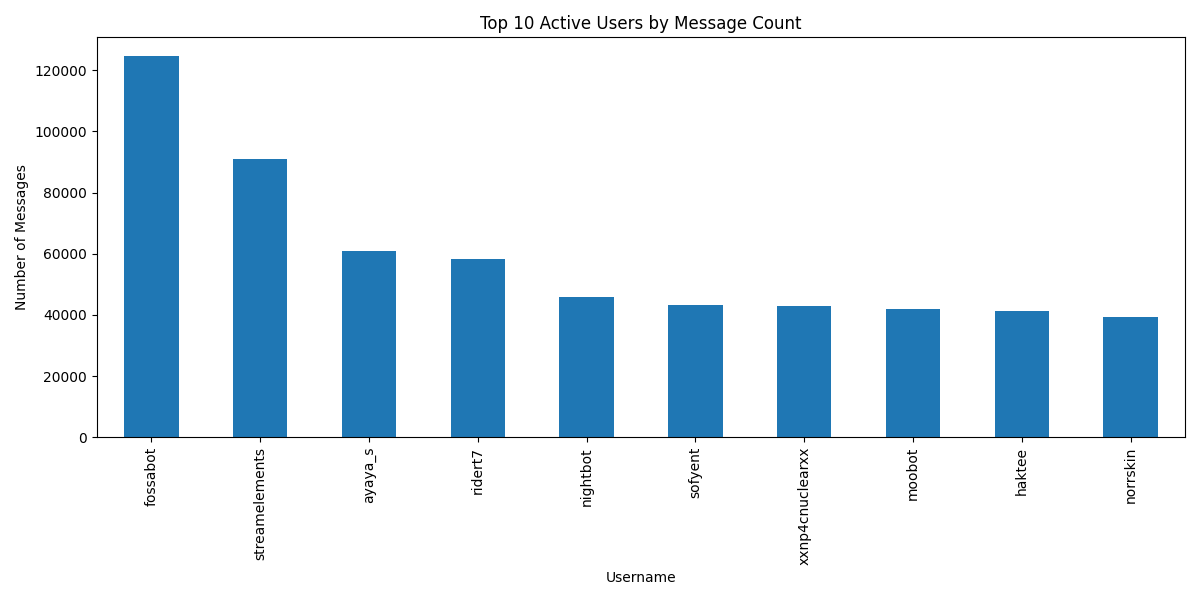 Top 10 Active Users by Message Count
Number of Messages
120000
100000
80000
60000
40000
20000
0
fossabot
streamelements
ayaya_s
ridert7
nightbot
sofyent
xxnp4cnuclearxx
moobot
haktee
norrskin
Username